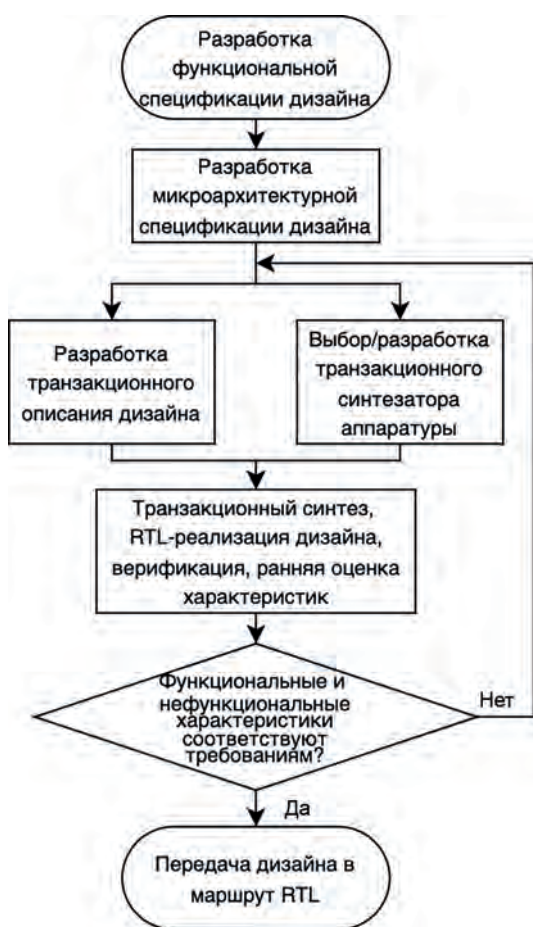 Разработка
функциональной
спецификации дизайна
Разработка
микроархитектурной
спецификации дизайна
Разработка
транзакционного
описания дизайна
Выбор/разработка
транзакционного
синтезатора
аппаратуры
Транзакционный синтез,
RTL-реализация дизайна,
верификация, ранняя оценка
характеристик
Функциональные и
нефункциональные
характеристики
соответствуют
требованиям?
Нет
Да
Передача дизайна в
маршрут RTL